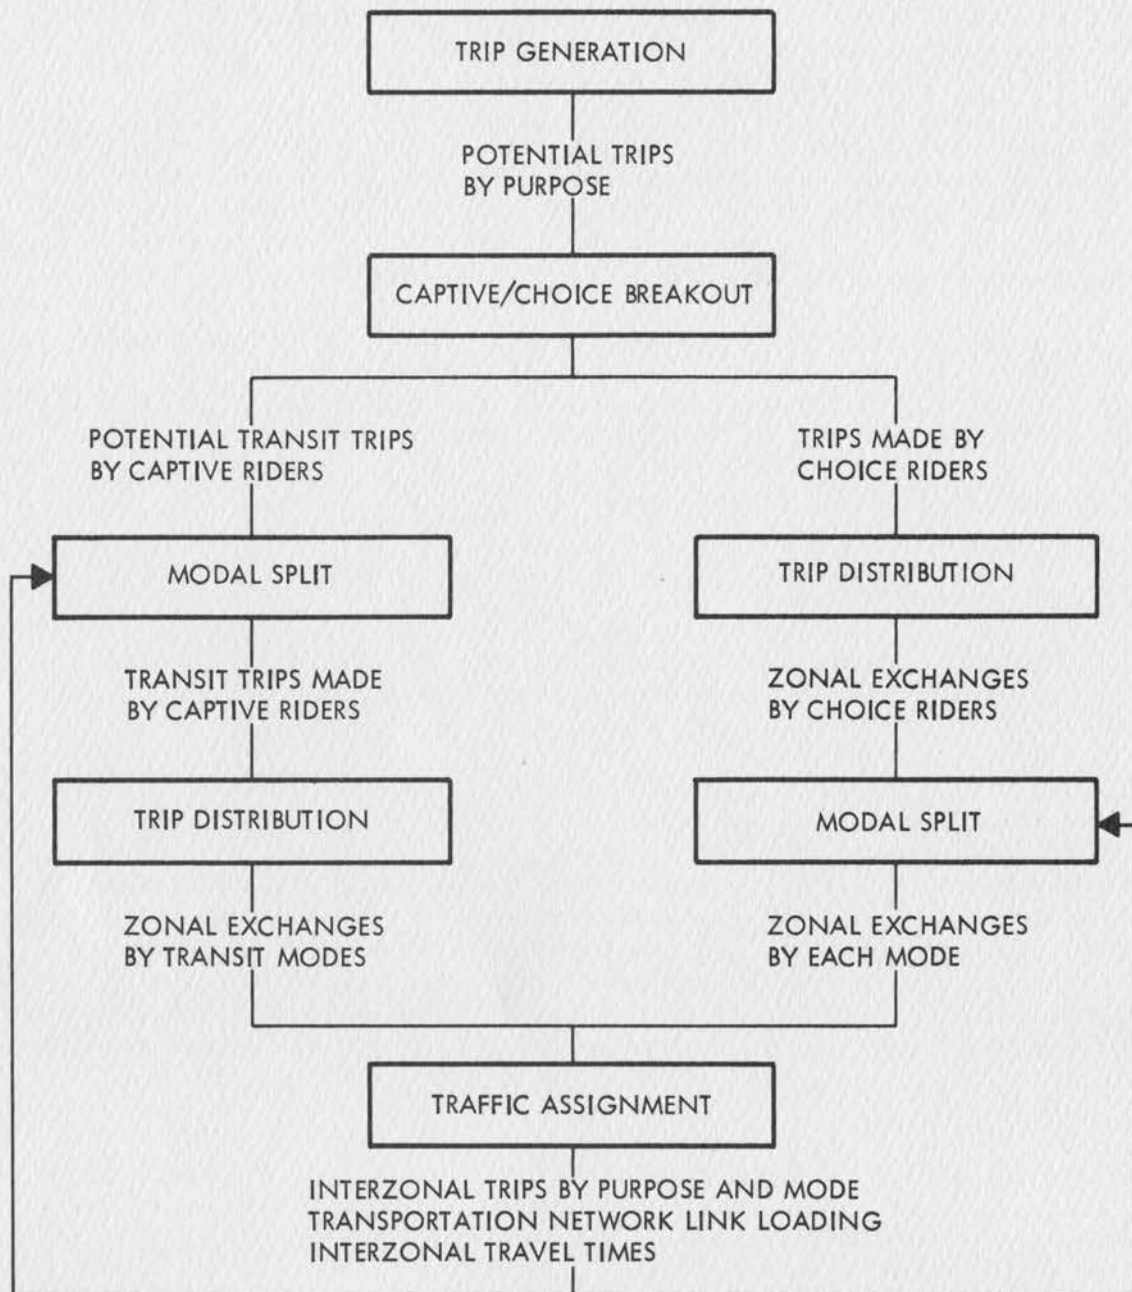 TRIP GENERATION
POTENTIAL TRIPS
BY PURPOSE
CAPTIVE/CHOICE BREAKOUT
POTENTIAL TRANSIT TRIPS
BY CAPTIVE RIDERS
TRIPS MADE BY
CHOICE RIDERS
MODAL SPLIT
TRIP DISTRIBUTION
TRANSIT TRIPS MADE
BY CAPTIVE RIDERS
ZONAL EXCHANGES
BY CHOICE RIDERS
TRIP DISTRIBUTION
MODAL SPLIT
ZONAL EXCHANGES
BY TRANSIT MODES
ZONAL EXCHANGES
BY EACH MODE
TRAFFIC ASSIGNMENT
INTERZONAL TRIPS BY PURPOSE AND MODE
TRANSPORTATION NETWORK LINK LOADING
INTERZONAL TRAVEL TIMES